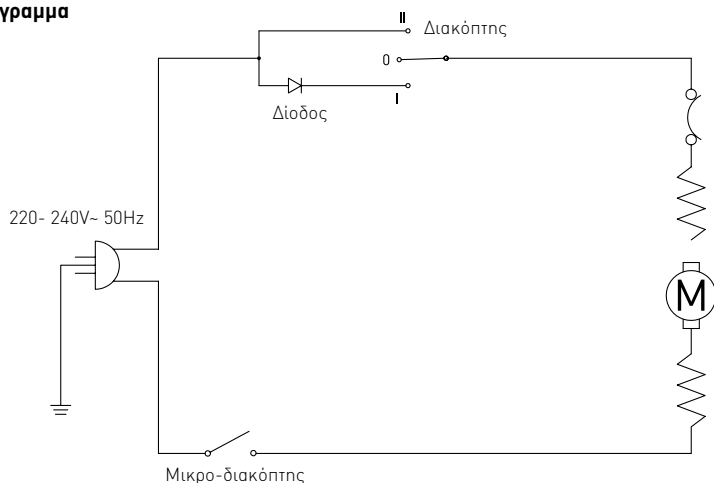 γραμμα
II
Διακόπτης
0
I
Δίοδος
220- 240V~ 50Hz
M
Μικρο-διακόπτης